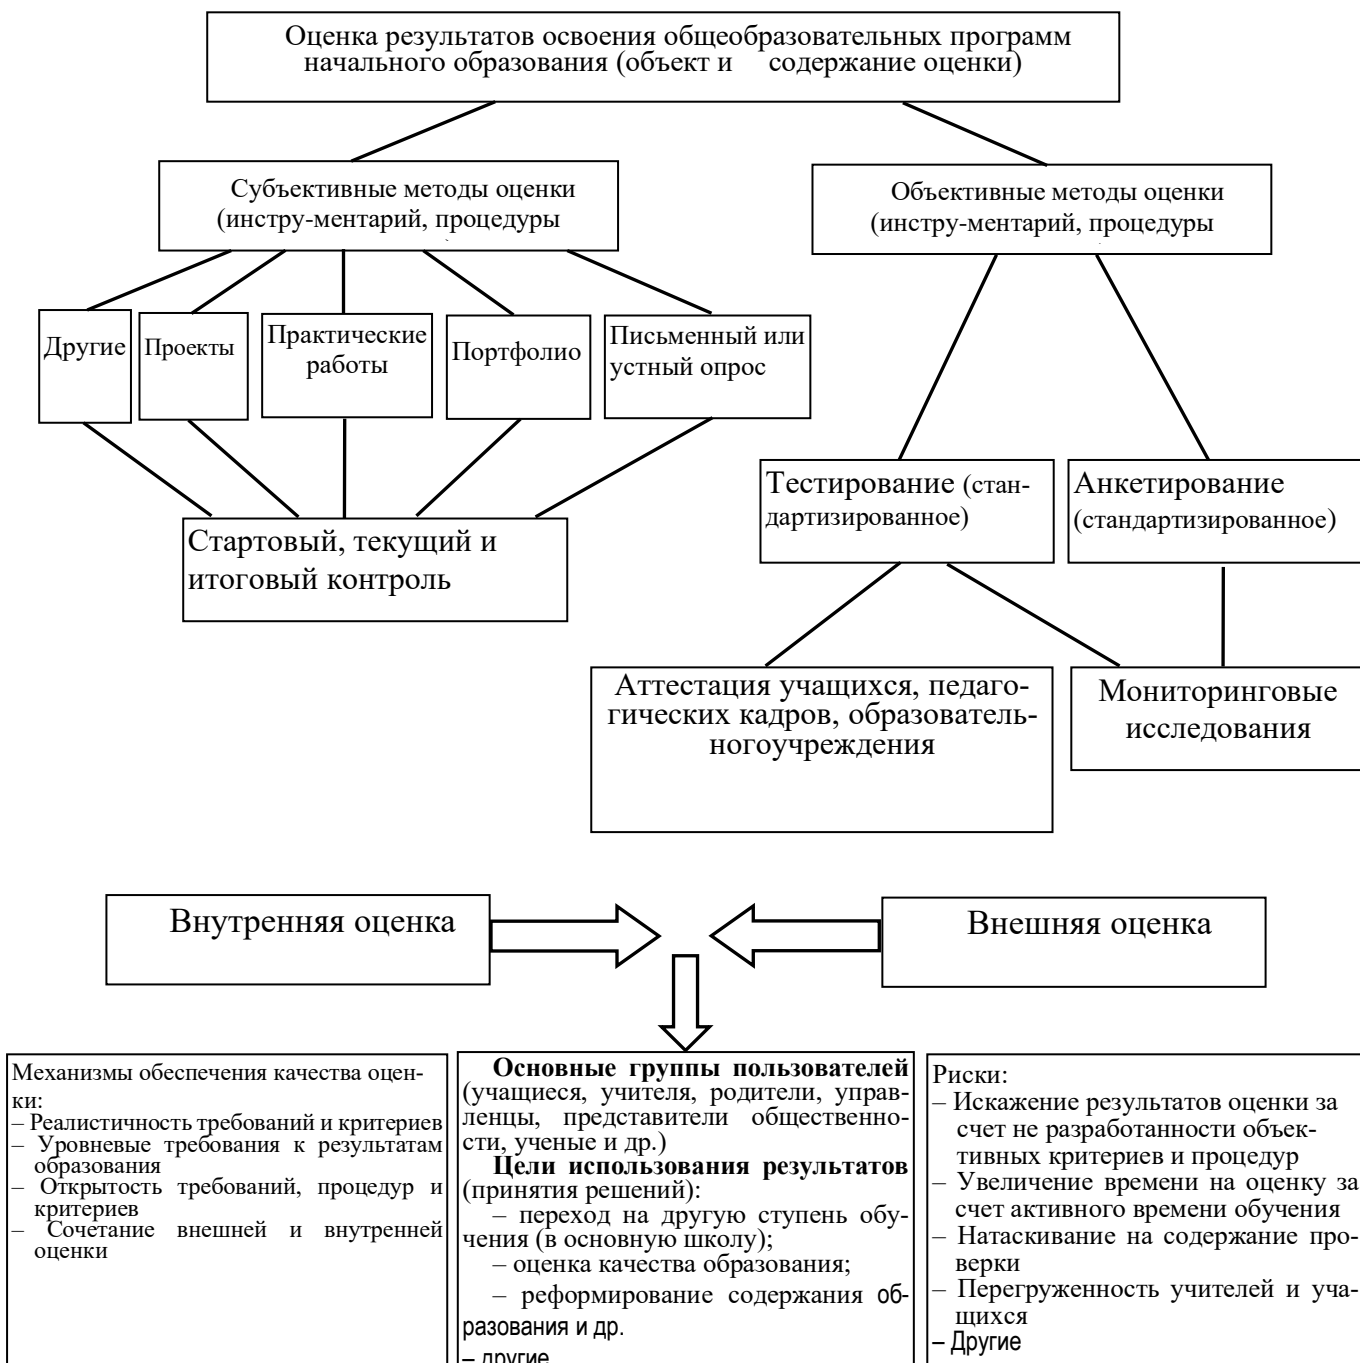 Оценка результатов освоения общеобразовательных программ
начального образования (объект и содержание оценки)
Субъективные методы оценки
(инстру-ментарий, процедуры
Объективные методы оценки
(инстру-ментарий, процедуры
Другие
Проекты
Практические
работы
Портфолио
Письменный или
устный опрос
Тестирование (стан-
дартизированное)
Анкетирование
(стандартизированное)
Стартовый, текущий и
итоговый контроль
Аттестация учащихся, педаго-
гических кадров, образователь-
ногоучреждения
Мониторинговые
исследования
Внутренняя оценка
Внешняя оценка
Механизмы обеспечения качества оцен-
ки:
– Реалистичность требований и критериев
– Уровневые требования к результатам
образования
– Открытость требований, процедур и
критериев
– Сочетание внешней и внутренней
оценки
Основные группы пользователей
(учащиеся, учителя, родители, управ-
ленцы, представители общественно-
сти, ученые и др.)
Цели использования результатов
(принятия решений):
– переход на другую ступень обу-
чения (в основную школу);
– оценка качества образования;
– реформирование содержания об-
разования и др.
– другие
Риски:
– Искажение результатов оценки за
счет не разработанности объек-
тивных критериев и процедур
– Увеличение времени на оценку за
счет активного времени обучения
– Натаскивание на содержание про-
верки
– Перегруженность учителей и уча-
щихся
– Другие